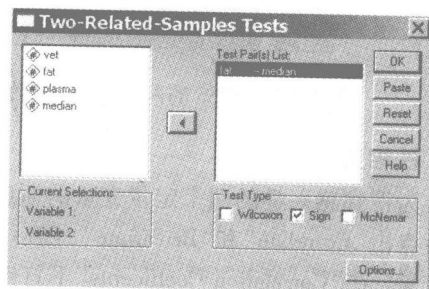 Two-Related-Samples Tests
vet
fat
plasma
median
Test Pair(s) List:
fat - median
OK
Paste
Reset
Cancel
Help
Current Selections
Variable 1:
Variable 2:
Test Type
Wilcoxon Sign McNemar
Options...